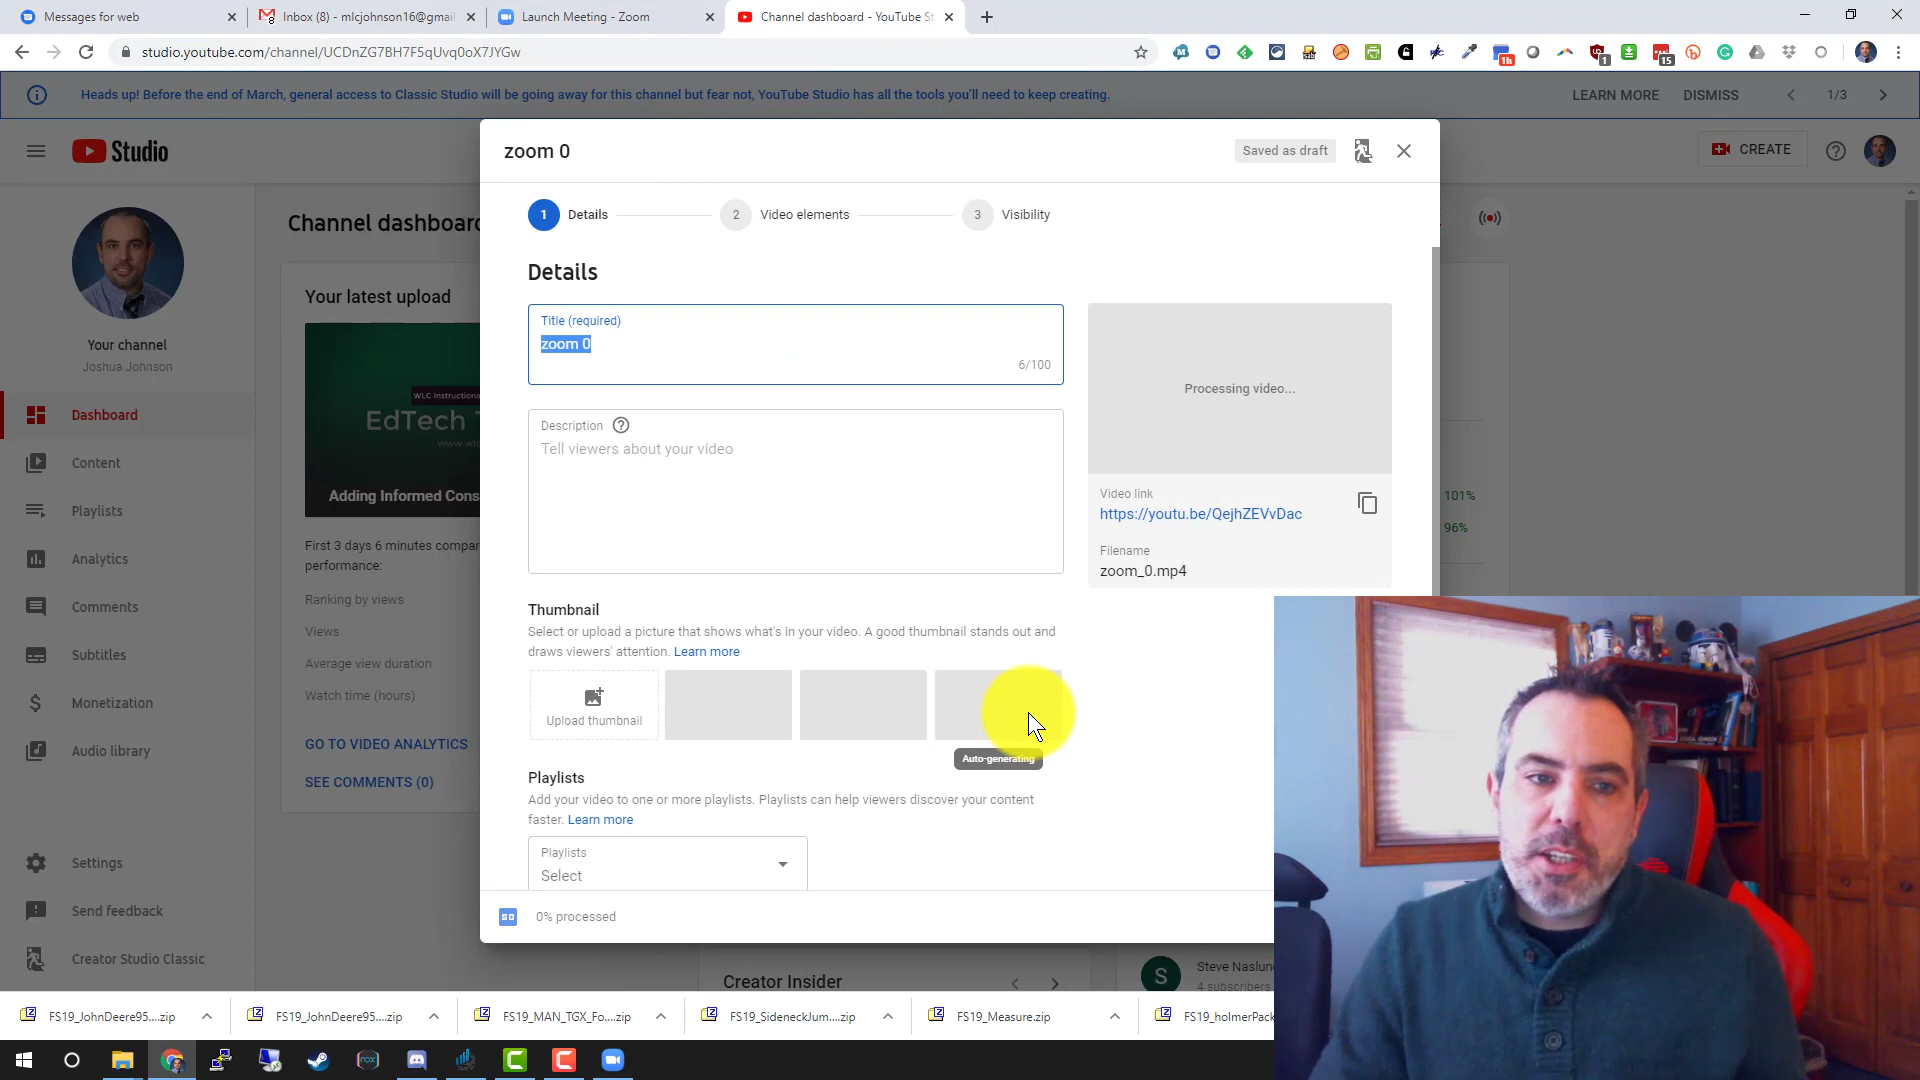 Messages for web
Inbox (8) - mlcjohnson16@gmail
Launch Meeting - Zoom
Channel dashboard - YouTube St
studio.youtube.com/channel/UCDnZG7BH7F5qUvq0oX7JYGw
1h
1
15
Heads up! Before the end of March, general access to Classic Studio will be going away for this channel but fear not, YouTube Studio has all the tools you'll need to keep creating.
LEARN MORE
DISMISS
1/3
Studio
CREATE
zoom 0
Saved as draft
1 Details
2 Video elements
3 Visibility
Channel dashboard
Your latest upload
WLC Instructional
EdTech T
Adding Informed Cons
First 3 days 6 minutes compa
performance:
Ranking by views
Views
Average view duration
Watch time (hours)
GO TO VIDEO ANALYTICS
SEE COMMENTS (0)
Your channel
Joshua Johnson
Dashboard
Content
Playlists
Analytics
Comments
Subtitles
Monetization
Audio library
Settings
Send feedback
Creator Studio Classic
Details
Title (required)
zoom 0
6/100
Description
Tell viewers about your video
Processing video...
Video link
https://youtu.be/QejhZEVvDac
Filename
zoom_0.mp4
101%
96%
Thumbnail
Select or upload a picture that shows what's in your video. A good thumbnail stands out and
draws viewers' attention. Learn more
Upload thumbnail
Auto-generating
Playlists
Add your video to one or more playlists. Playlists can help viewers discover your content
faster. Learn more
Playlists
Select
SD
0% processed
Creator Insider
S
Steve Naslun
4 subscribers
FS19_JohnDeere95....zip
FS19_JohnDeere95....zip
FS19_MAN_TGX_Fo....zip
FS19_SideneckJum....zip
FS19_Measure.zip
FS19_holmerPack